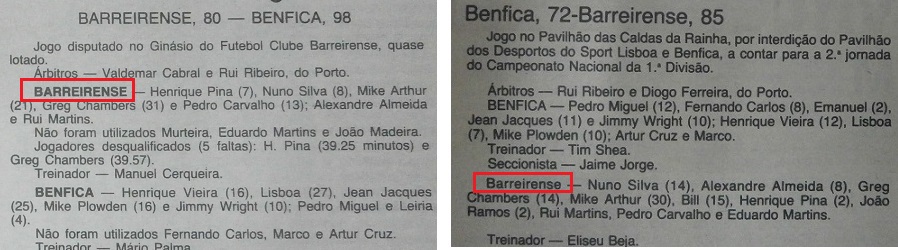 BARREIRENSE, 80 — BENFICA, 98
Jogo disputado no Ginásio do Futebol Clube Barreirense, quase
lotado.
Árbitros — Valdemar Cabral e Rui Ribeiro, do Porto.
BARREIRENSE — Henrique Pina (7), Nuno Silva (8), Mike Arthur
(21), Greg Chambers (31) e Pedro Carvalho (13); Alexandre Almeida
e Rui Martins.
Não foram utilizados Murteira, Eduardo Martins e João Madeira.
Jogadores desqualificados (5 faltas): H. Pina (39.25 minutos) e
Greg Chambers (39.57).
Treinador — Manuel Cerqueira.
BENFICA — Henrique Vieira (16), Lisboa (27), Jean Jacques
(25), Mike Plowden (16) e Jimmy Wright (10); Pedro Miguel e Leiria
(4).
Não foram utilizados Fernando Carlos, Marco e Artur Cruz.
Treinador — Mário Palma.
Benfica, 72-Barreirense, 85
Jogo no Pavilhão das Caldas da Rainha, por interdição do Pavilhão
dos Desportos do Sport Lisboa e Benfica, a contar para a 2.ª jornada
do Campeonato Nacional da 1.ª Divisão.
Árbitros — Rui Ribeiro e Diogo Ferreira, do Porto.
BENFICA — Pedro Miguel (12), Fernando Carlos (8), Emanuel (2),
Jean Jacques (11) e Jimmy Wright (10); Henrique Vieira (12), Lisboa
(7), Mike Plowden (10); Artur Cruz e Marco.
Treinador — Tim Shea.
Seccionista — Jaime Jorge.
Barreirense — Nuno Silva (14), Alexandre Almeida (8), Greg
Chambers (14), Mike Arthur (30), Bill (15), Henrique Pina (2), João
Ramos (2), Rui Martins, Pedro Carvalho e Eduardo Martins.
Treinador — Eliseu Beja.